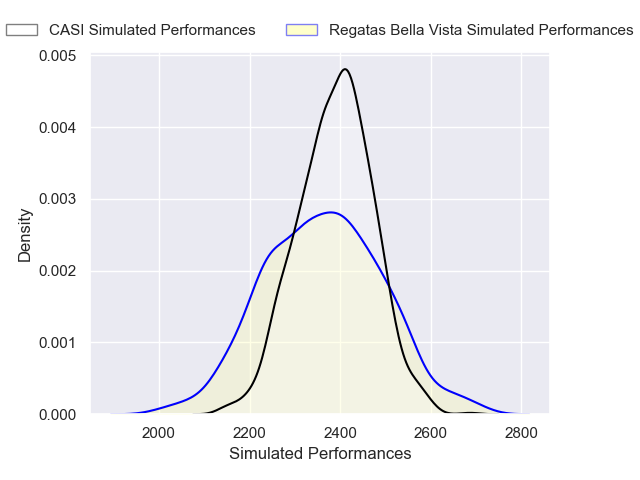 CASI Simulated Performances Regatas Bella Vista Simulated Performances
0.005
0.004
0.003
0.002
0.001
0.000
Density
2000 2200 2400 2600 2800
Simulated Performances